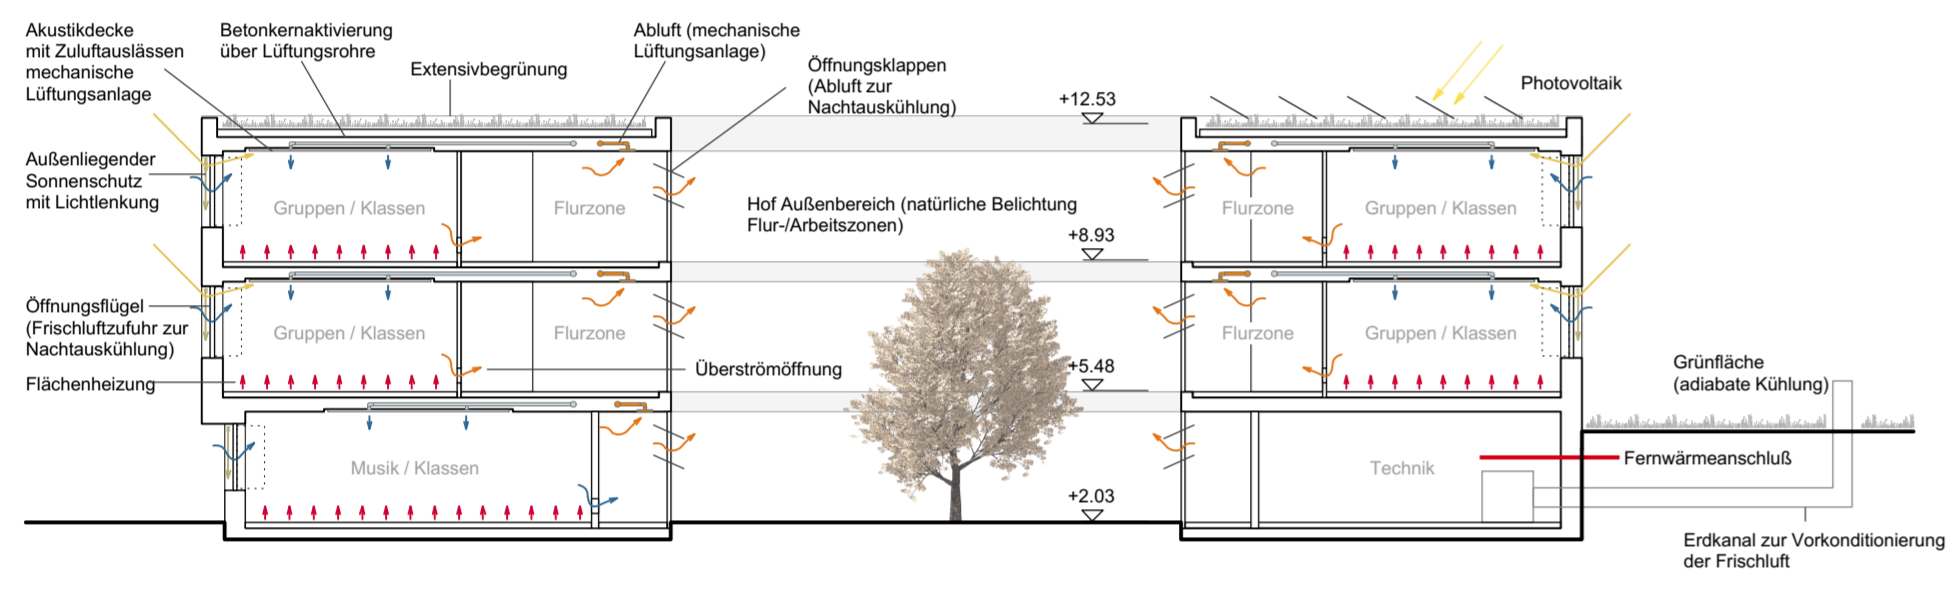 Akustikdecke
mit Zuluftauslässen
mechanische
Lüftungsanlage
Betonkernaktivierung
über Lüftungsrohre
Extensivbegrünung
Abluft (mechanische
Lüftungsanlage)
Öffnungsklappen
(Abluft zur
Nachtauskühlung)
+12.53
Photovoltaik
Außenliegender
Sonnenschutz
mit Lichtlenkung
Gruppen / Klassen
Flurzone
Hof Außenbereich (natürliche Belichtung
Flur-/Arbeitszonen)
Flurzone
Gruppen / Klassen
+8.93
Öffnungsflügel
(Frischluftzufuhr zur
Nachtauskühlung)
Gruppen / Klassen
Flurzone
Flurzone
Gruppen / Klassen
Flächenheizung
Überströmöffnung
+5.48
Grünfläche
(adiabate Kühlung)
Musik / Klassen
Technik
Fernwärmeanschluß
+2.03
Erdkanal zur Vorkonditionierung
der Frischluft